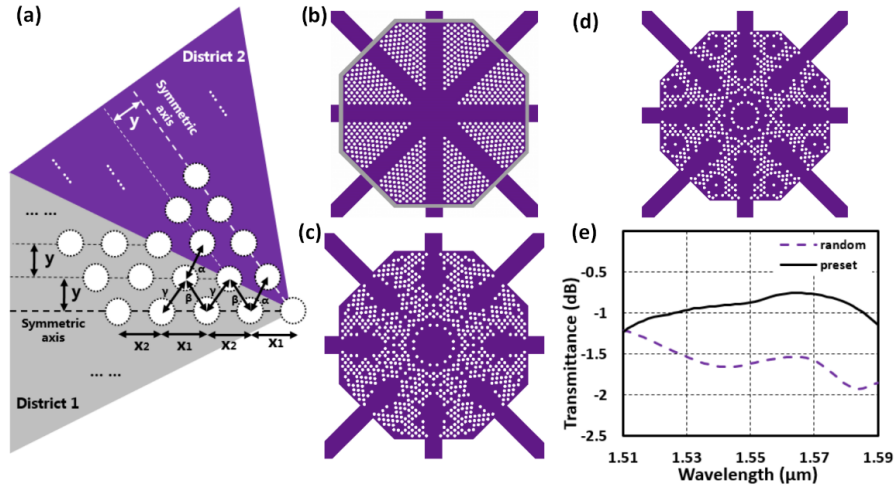 (a)
District 2
... ...
y
Symmetric
axis
... ...
... ...
... ...
y
α
y
γ
β
γ
β
α
Symmetric
axis
x2
x1
x2
x1
... ...
District 1
(b)
(c)
(d)
(e)
random
preset
-0.5
-1
-1.5
-2
-2.5
Transmittance (dB)
1.51
1.53
1.55
1.57
1.59
Wavelength (μm)